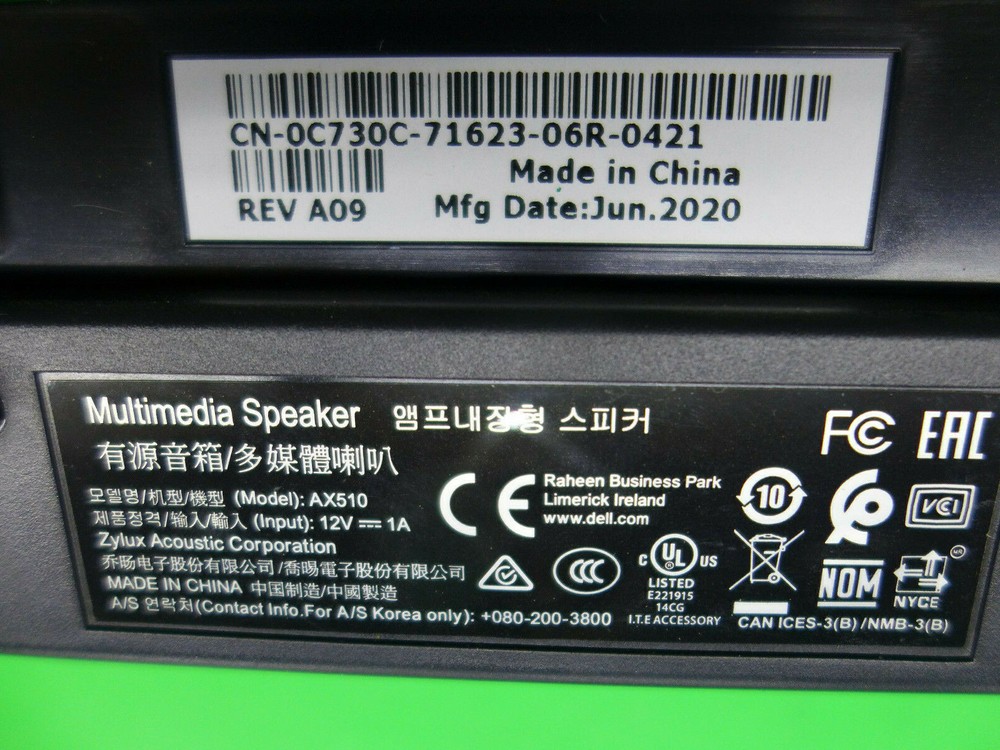 CN-0C730C-71623-06R-0421
Made in China
REV A09
Mfg Date:Jun.2020
Multimedia Speaker 앰프내장형 스피커
有源音箱/多媒體喇叭
모델명/机型/機型 (Model): AX510
제품정격/输入/輸入 (Input): 12V ⎓ 1A
Zylux Acoustic Corporation
乔旸电子股份有限公司/喬暘電子股份有限公司
MADE IN CHINA 中国制造/中國製造
A/S 연락처(Contact Info.For A/S Korea only): +080-200-3800
CE
Raheen Business Park
Limerick Ireland
www.dell.com
CCC
C UL US
LISTED
E221915
14CG
I.T.E ACCESSORY
FC
EAC
10
VCI
NOM
NYCE
MR
CAN ICES-3(B)/NMB-3(B)